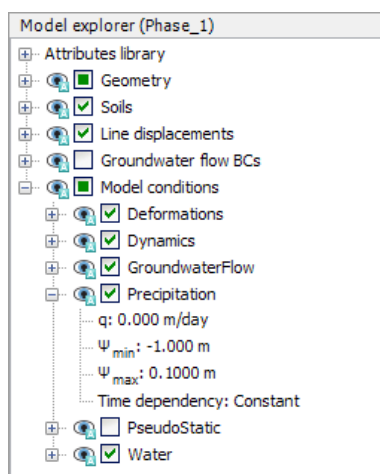 Model explorer (Phase_1)
Attributes library
Geometry
Soils
Line displacements
Groundwater flow BCs
Model conditions
Deformations
Dynamics
GroundwaterFlow
Precipitation
q: 0.000 m/day
Ψmin: -1.000 m
Ψmax: 0.1000 m
Time dependency: Constant
PseudoStatic
Water